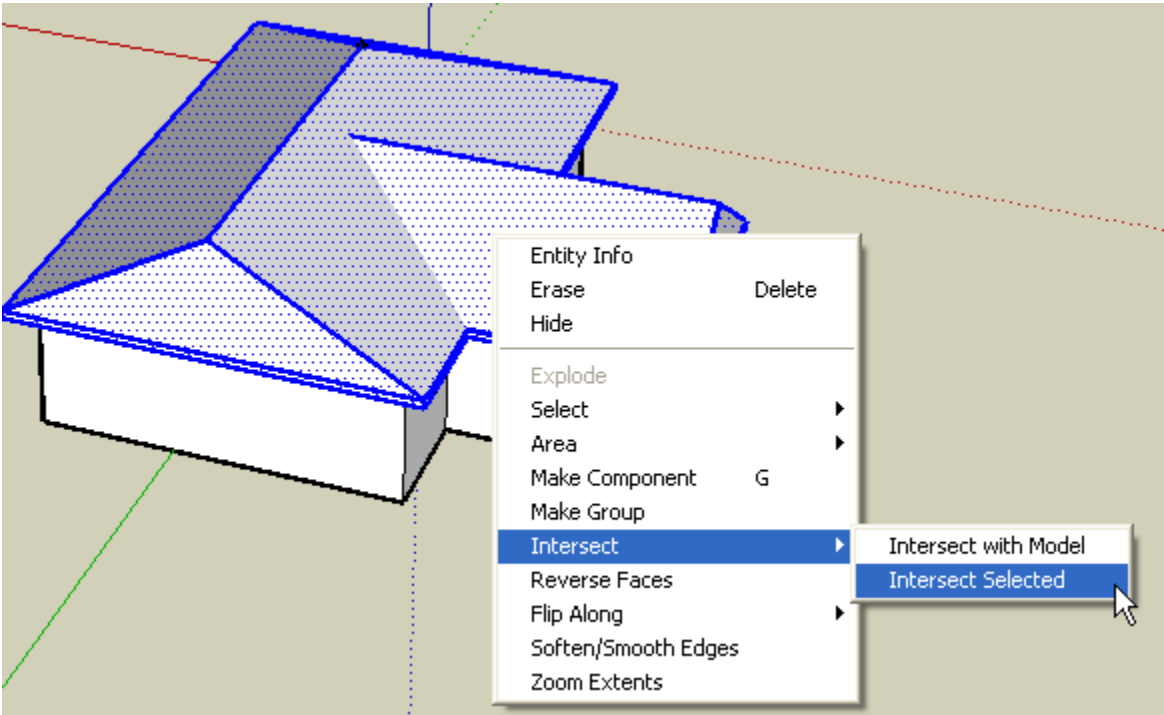 Entity Info
Erase Delete
Hide
Explode
Select
Area
Make Component G
Make Group
Intersect
Intersect with Model
Intersect Selected
Reverse Faces
Flip Along
Soften/Smooth Edges
Zoom Extents